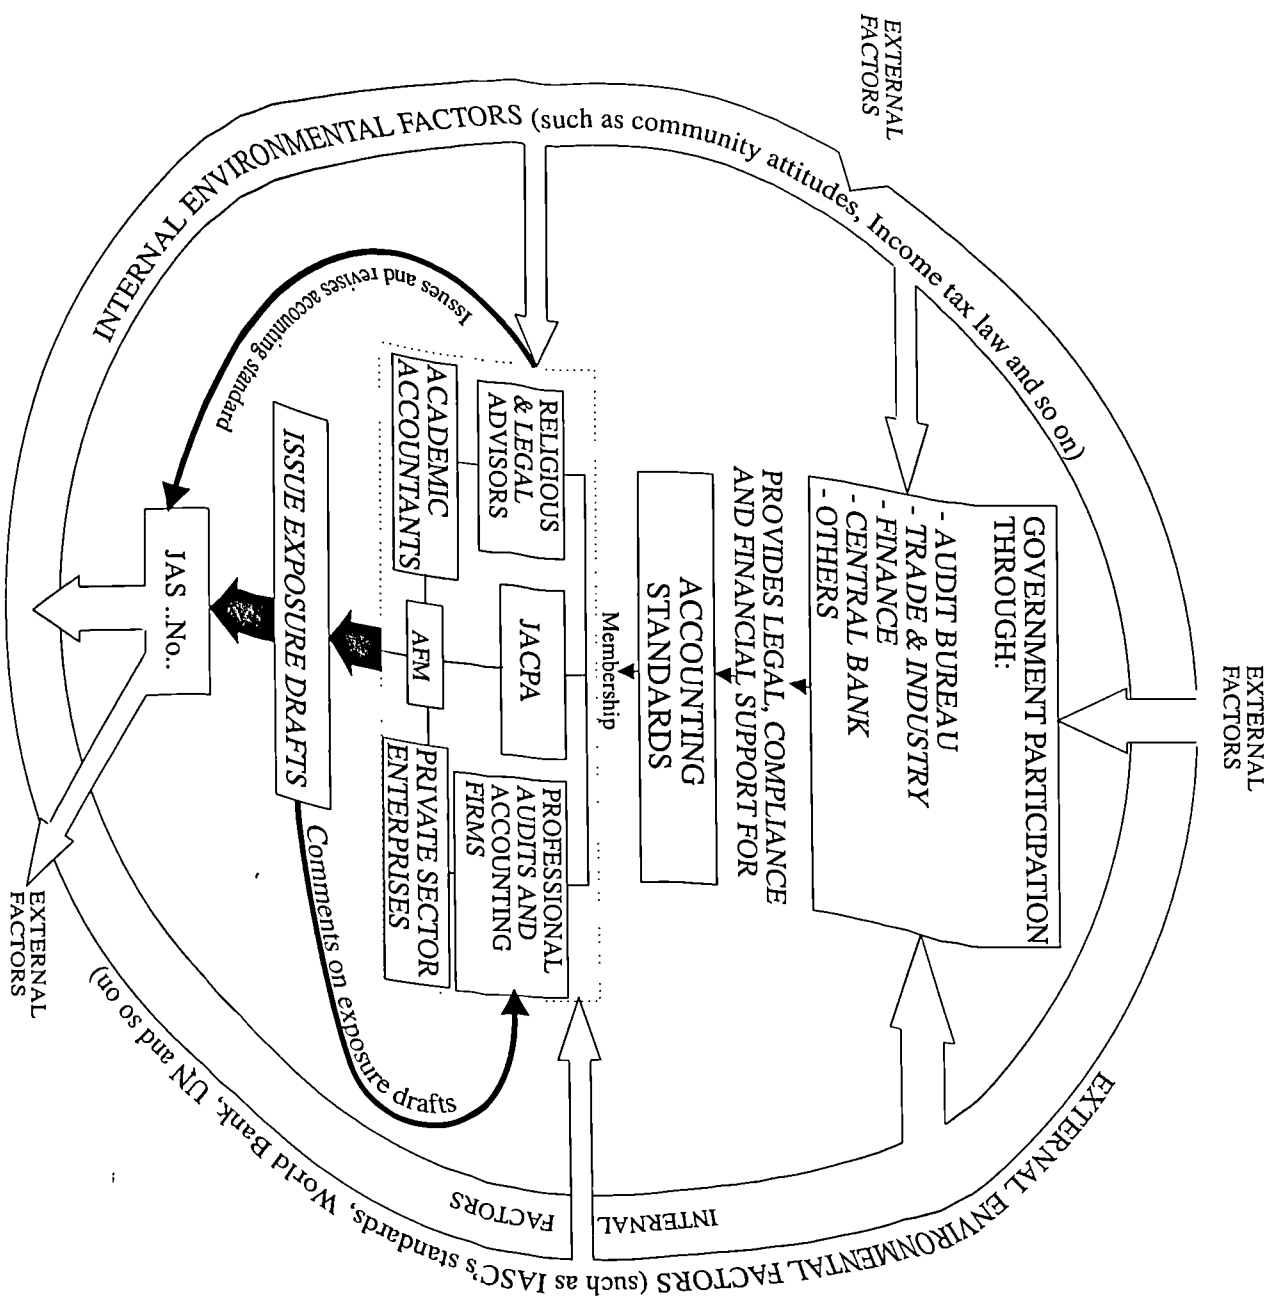 EXTERNAL
FACTORS
EXTERNAL
FACTORS
INTERNAL ENVIRONMENTAL FACTORS (such as community attitudes, Income tax law and so on)
EXTERNAL ENVIRONMENTAL FACTORS (such as IASC's standards, World Bank, UN and so on)
GOVERNMENT PARTICIPATION
THROUGH:
- AUDIT BUREAU
- TRADE & INDUSTRY
- FINANCE
- CENTRAL BANK
- OTHERS
PROVIDES LEGAL, COMPLIANCE
AND FINANCIAL SUPPORT FOR
ACCOUNTING
STANDARDS
Membership
RELIGIOUS
& LEGAL
ADVISORS
JACPA
PROFESSIONAL
AUDITS AND
ACCOUNTING
FIRMS
ACADEMIC
ACCOUNTANTS
AFM
PRIVATE SECTOR
ENTERPRISES
Issues and revises accounting standard
ISSUE EXPOSURE DRAFTS
Comments on exposure drafts
JAS ..No..
INTERNAL
FACTORS
EXTERNAL
FACTORS